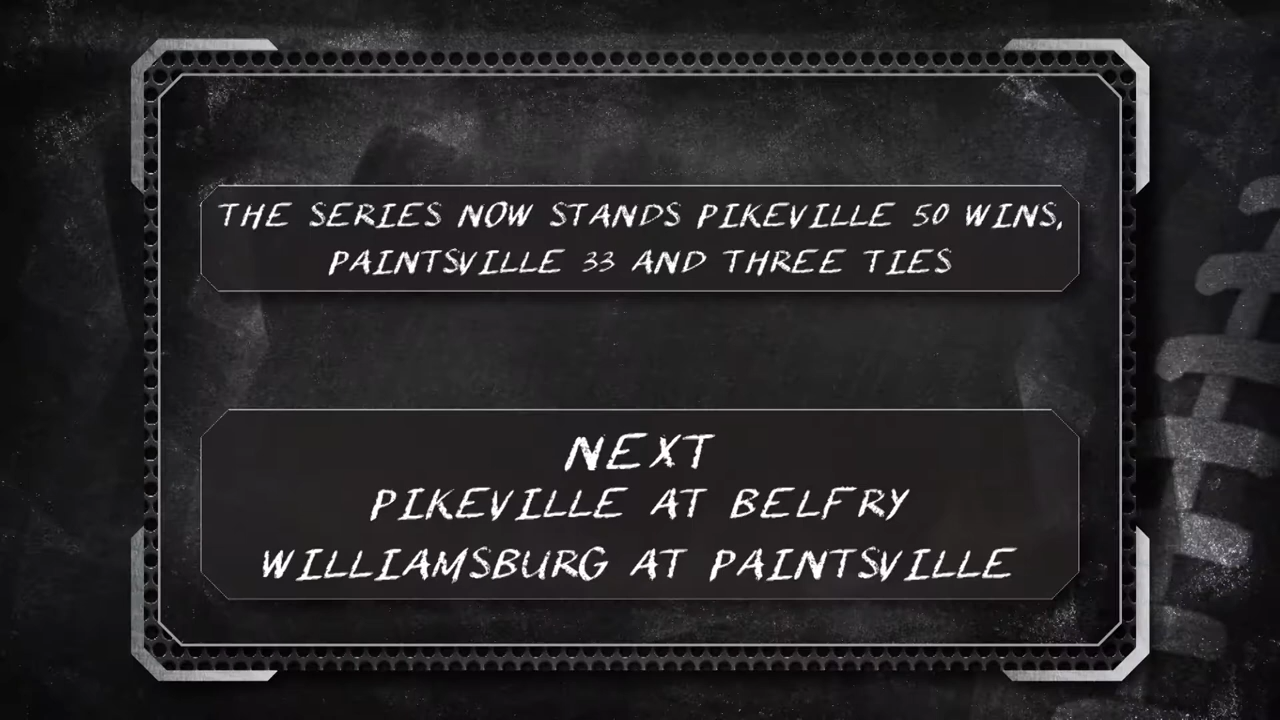 THE SERIES NOW STANDS PIKEVILLE 50 WINS,
PAINTSVILLE 33 AND THREE TIES
NEXT
PIKEVILLE AT BELFRY
WILLIAMSBURG AT PAINTSVILLE